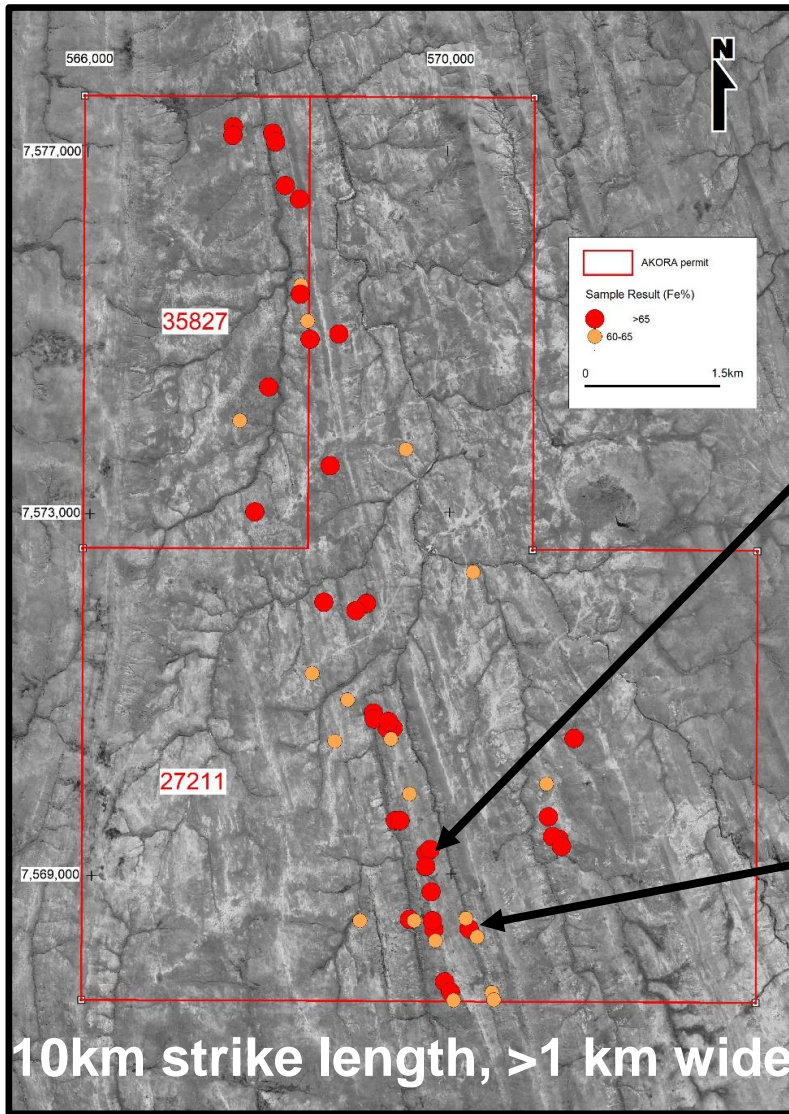 566,000
570,000
N
7,577,000
AKORA permit
Sample Result (Fe%)
>65
60-65
0
1.5km
35827
7,573,000
27211
7,569,000
10km strike length, >1 km wide